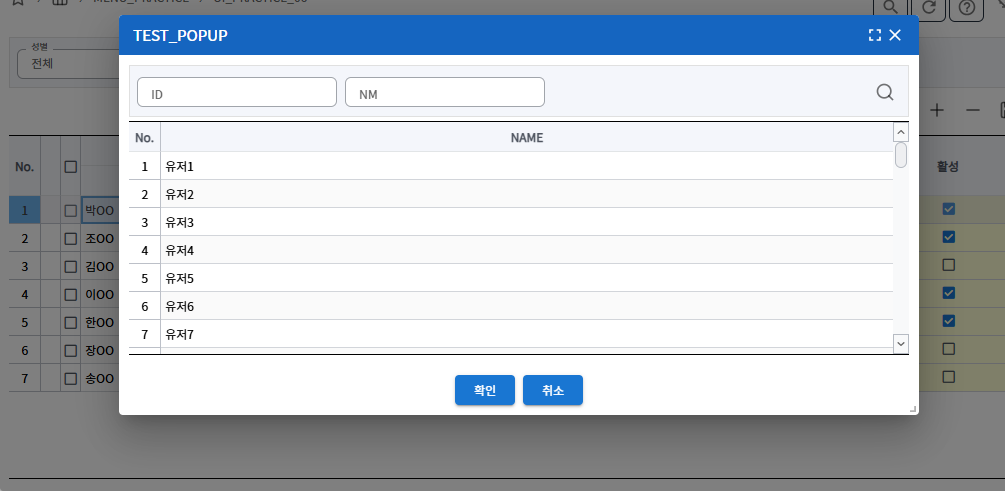 TEST_POPUP
성별
전체
ID
NM
No.
NAME
1 유저1
2 유저2
3 유저3
4 유저4
5 유저5
6 유저6
7 유저7
확인 취소
No.
활성
1 박OO
2 조OO
3 김OO
4 이OO
5 한OO
6 장OO
7 송OO